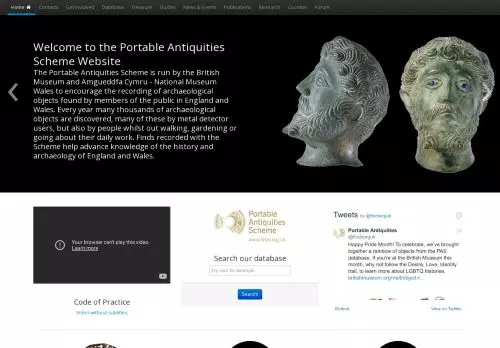 Home Contacts Get involved Database Treasure Guides News & Events Publications Research Counties Forum
Welcome to the Portable Antiquities
Scheme Website
The Portable Antiquities Scheme is run by the British
Museum and Amgueddfa Cymru - National Museum
Wales to encourage the recording of archaeological
objects found by members of the public in England and
Wales. Every year many thousands of archaeological
objects are discovered, many of these by metal detector
users, but also by people whilst out walking, gardening or
going about their daily work. Finds recorded with the
Scheme help advance knowledge of the history and
archaeology of England and Wales.
Your browser can't play this video.
Learn more
Code of Practice
Video without subtitles
Portable
Antiquities
Scheme
www.finds.org.uk
Search our database
Try: coin for example
Search!
Tweets by @findsorguk
Portable Antiquities
@findsorguk
Happy Pride Month! To celebrate, we've brought
together a rainbow of objects from the PAS
database. If you're at the British Museum this
month, why not follow the Desire, Love, Identity
trail, to learn more about LGBTQ histories.
britishmuseum.org/visit/object-t…
Embed View on Twitter